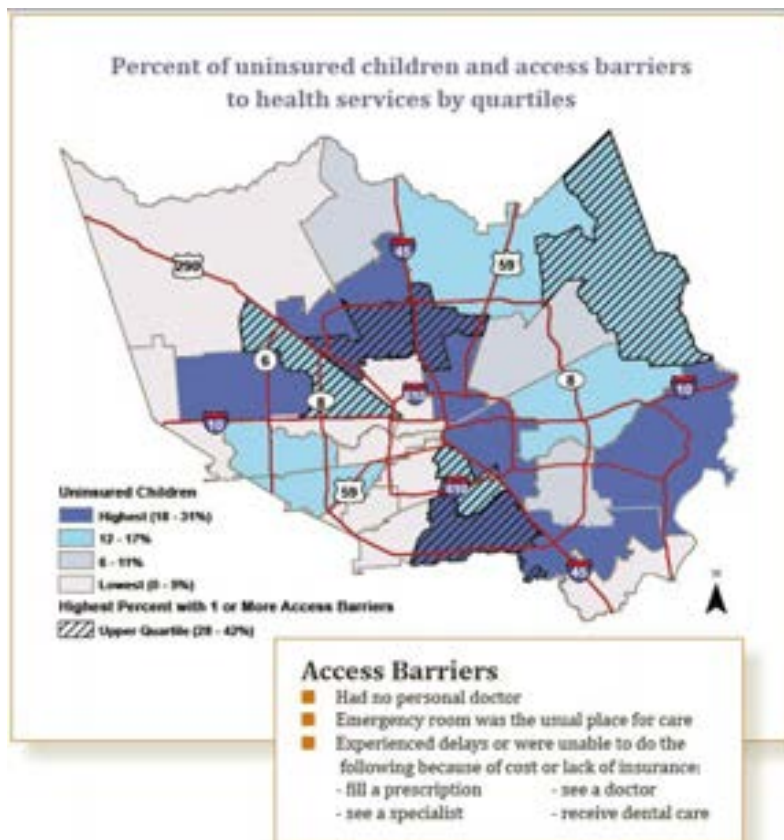 Percent of uninsured children and access barriers
to health services by quartiles
45
59
290
6
8
610
8
10
10
59
610
45
Uninsured Children
Highest (18 - 31%)
12 - 17%
6 - 11%
Lowest (0 - 5%)
Highest Percent with 1 or More Access Barriers
Upper Quartile (28 - 42%)
Access Barriers
Had no personal doctor
Emergency room was the usual place for care
Experienced delays or were unable to do the
following because of cost or lack of insurance:
- fill a prescription - see a doctor
- see a specialist - receive dental care